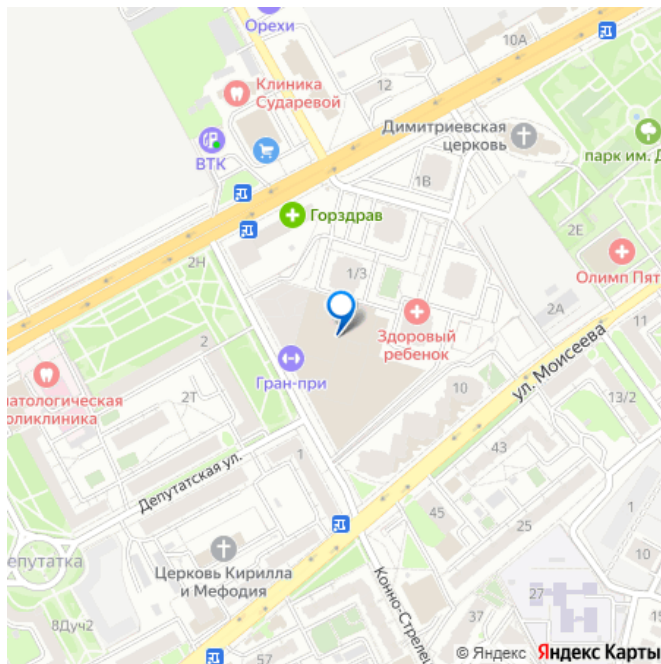 Орехи
10А
12
Клиника
Сударевой
Димитриевская
церковь
парк им. Д
ВТК
1В
Горздрав
2Е
2Н
1/3
Олимп Пят
2А
11
Здоровый
ребенок
ул. Моисеева
2
Гран-при
атологическая
оликлиника
2Т
10
13/2
43
Депутатская ул.
1
45
25
1
епутатка
Церковь Кирилла
и Мефодия
10
Конно-Стрелец
27
37
8Дуч2
57
© Яндекс Яндекс Карты